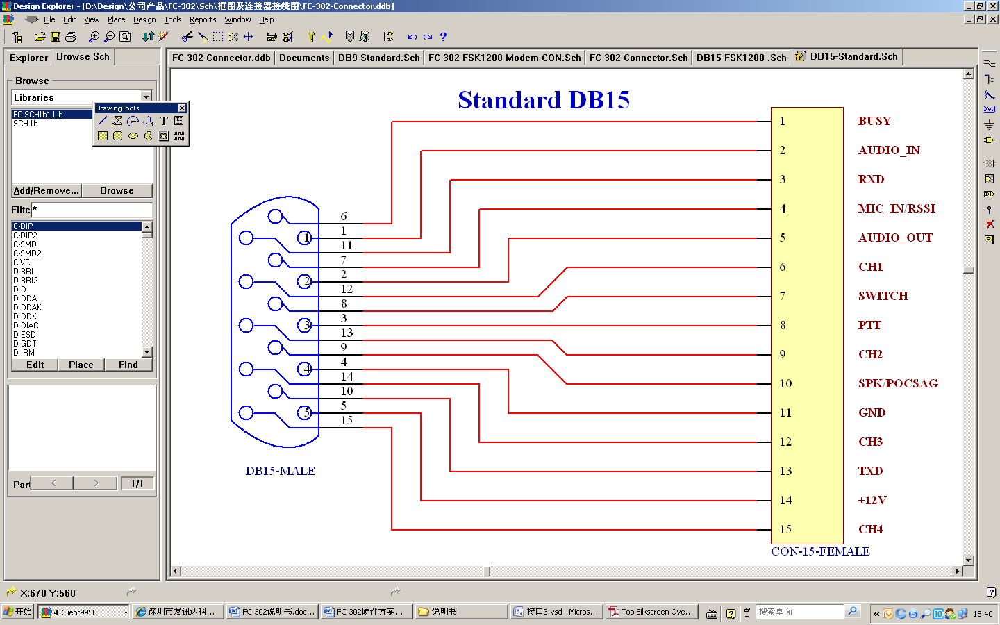 Design Explorer - [D:\Design\公司产品\FC-302\Sch\框图及连接器接线图\FC-302-Connector.ddb]
File Edit View Place Design Tools Reports Window Help
Explorer Browse Sch
FC-302-Connector.ddb Documents DB9-Standard.Sch FC-302-FSK1200 Modem-CON.Sch FC-302-Connector.Sch DB15-FSK1200 .Sch DB15-Standard.Sch
Browse
Libraries
DrawingTools
FC-SCHlib1.Lib
SCH.lib
Add/Remove... Browse
Filte *
C-DIP
C-DIP2
C-SMD
C-SMD2
C-VC
D-BRI
D-BRI2
D-D
D-DDA
D-DDAK
D-DDK
D-DIAC
D-ESD
D-GDT
D-IRM
Edit Place Find
Part < > 1/1
Standard DB15
1 BUSY
2 AUDIO_IN
3 RXD
4 MIC_IN/RSSI
5 AUDIO_OUT
6 CH1
7 SWITCH
8 PTT
9 CH2
10 SPK/POCSAG
11 GND
12 CH3
13 TXD
14 +12V
15 CH4
CON-15-FEMALE
6
1 1
11
7
2 2
12
8
3 3
13
9
4 4
14
10
5 5
15
DB15-MALE
Net1
D1
P
X:670 Y:560
开始 4 Client99SE 深圳市友讯达科... FC-302说明书.doc... FC-302硬件方案... 说明书 接口3.vsd - Micros... Top Silkscreen Ove... 搜索桌面 « 15:40